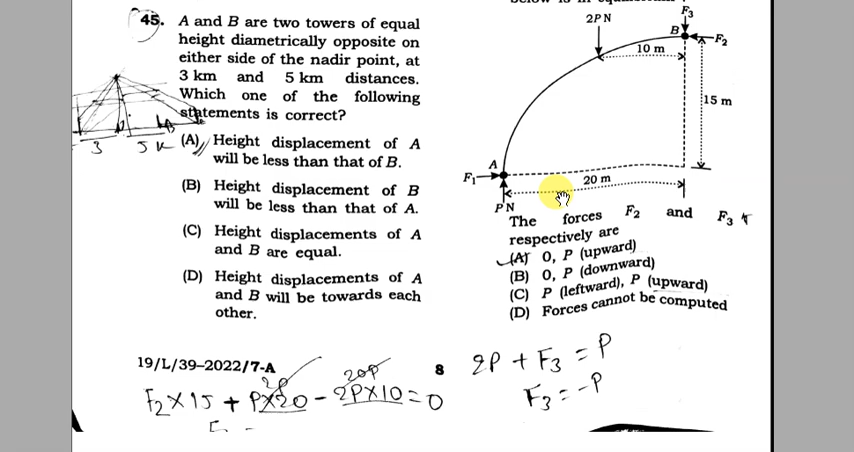 45. A and B are two towers of equal
height diametrically opposite on
either side of the nadir point, at
3 km and 5 km distances.
Which one of the following
statements is correct?
(A) Height displacement of A
will be less than that of B.
(B) Height displacement of B
will be less than that of A.
(C) Height displacements of A
and B are equal.
(D) Height displacements of A
and B will be towards each
other.
3 5 K
19/L/39–2022/7-A
8
F3
2PN
B
F2
10 m
15 m
A
F1
20 m
PN
The forces F2 and F3
respectively are
(A) 0, P (upward)
(B) 0, P (downward)
(C) P (leftward), P (upward)
(D) Forces cannot be computed
2P 20P
F2×15 + P×20 - 2P×10 = 0
2P + F3 = P
F3 = -P